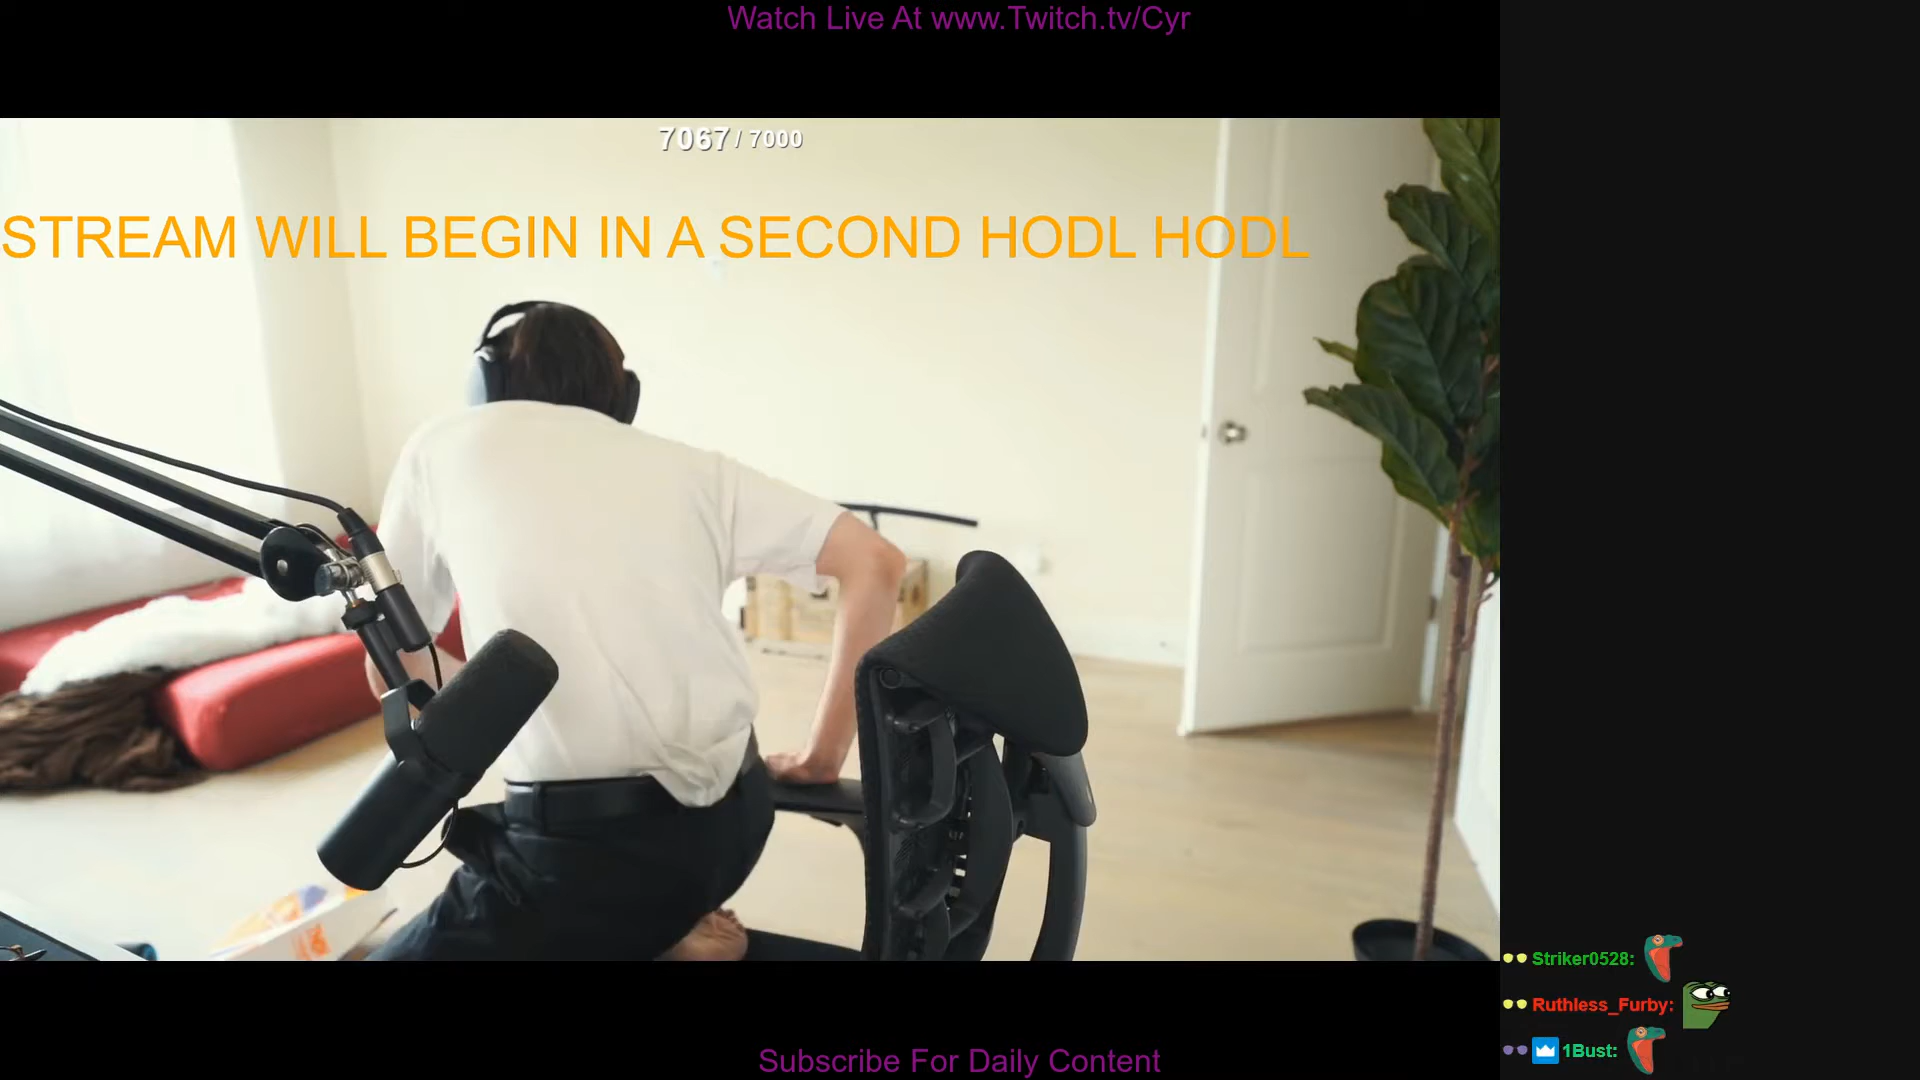 Watch Live At www.Twitch.tv/Cyr
7067 / 7000
STREAM WILL BEGIN IN A SECOND HODL HODL
Striker0528:
Ruthless_Furby:
1Bust:
Subscribe For Daily Content